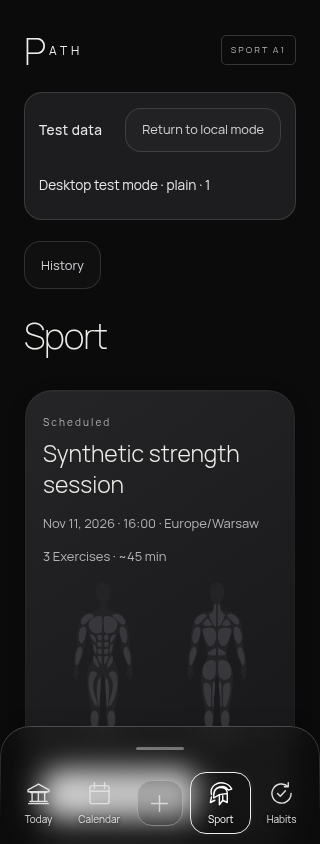 PATH
SPORT A1
Test data
Return to local mode
Desktop test mode · plain · 1
History
Sport
Scheduled
Synthetic strength
session
Nov 11, 2026 · 16:00 · Europe/Warsaw
3 Exercises · ~45 min
Today
Calendar
Sport
Habits